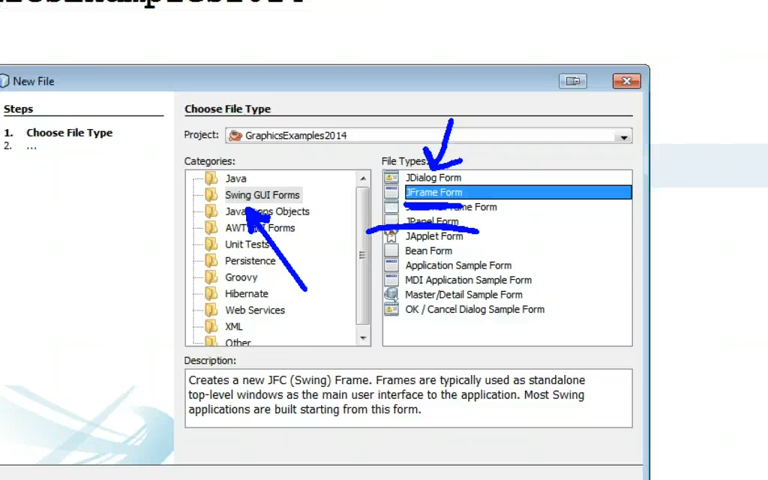 New File
Steps
1. Choose File Type
2. ...
Choose File Type
Project: GraphicsExamples2014
Categories:
Java
Swing GUI Forms
Objects
AWT Forms
Unit Tests
Persistence
Groovy
Hibernate
Web Services
XML
Other
File Types:
JDialog Form
JFrame Form
Frame Form
JPanel Form
JApplet Form
Bean Form
Application Sample Form
MDI Application Sample Form
Master/Detail Sample Form
OK / Cancel Dialog Sample Form
Description:
Creates a new JFC (Swing) Frame. Frames are typically used as standalone
top-level windows as the main user interface to the application. Most Swing
applications are built starting from this form.